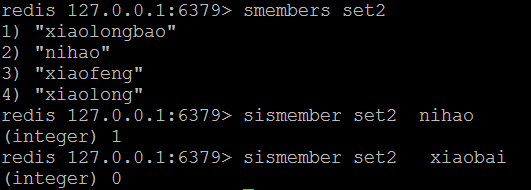 redis 127.0.0.1:6379> smembers set2
1) "xiaolongbao"
2) "nihao"
3) "xiaofeng"
4) "xiaolong"
redis 127.0.0.1:6379> sismember set2  nihao
(integer) 1
redis 127.0.0.1:6379> sismember set2   xiaobai
(integer) 0